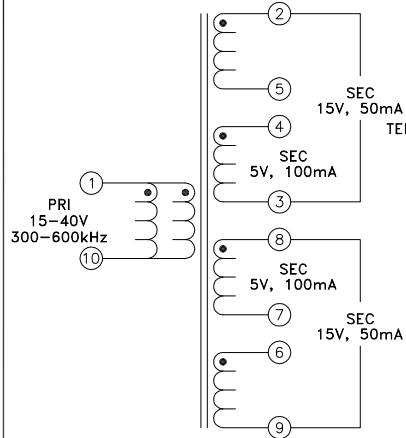 2
5
SEC
15V, 50mA
4
SEC
5V, 100mA
3
1
PRI
15-40V
300-600kHz
10
8
SEC
5V, 100mA
7
SEC
15V, 50mA
6
9